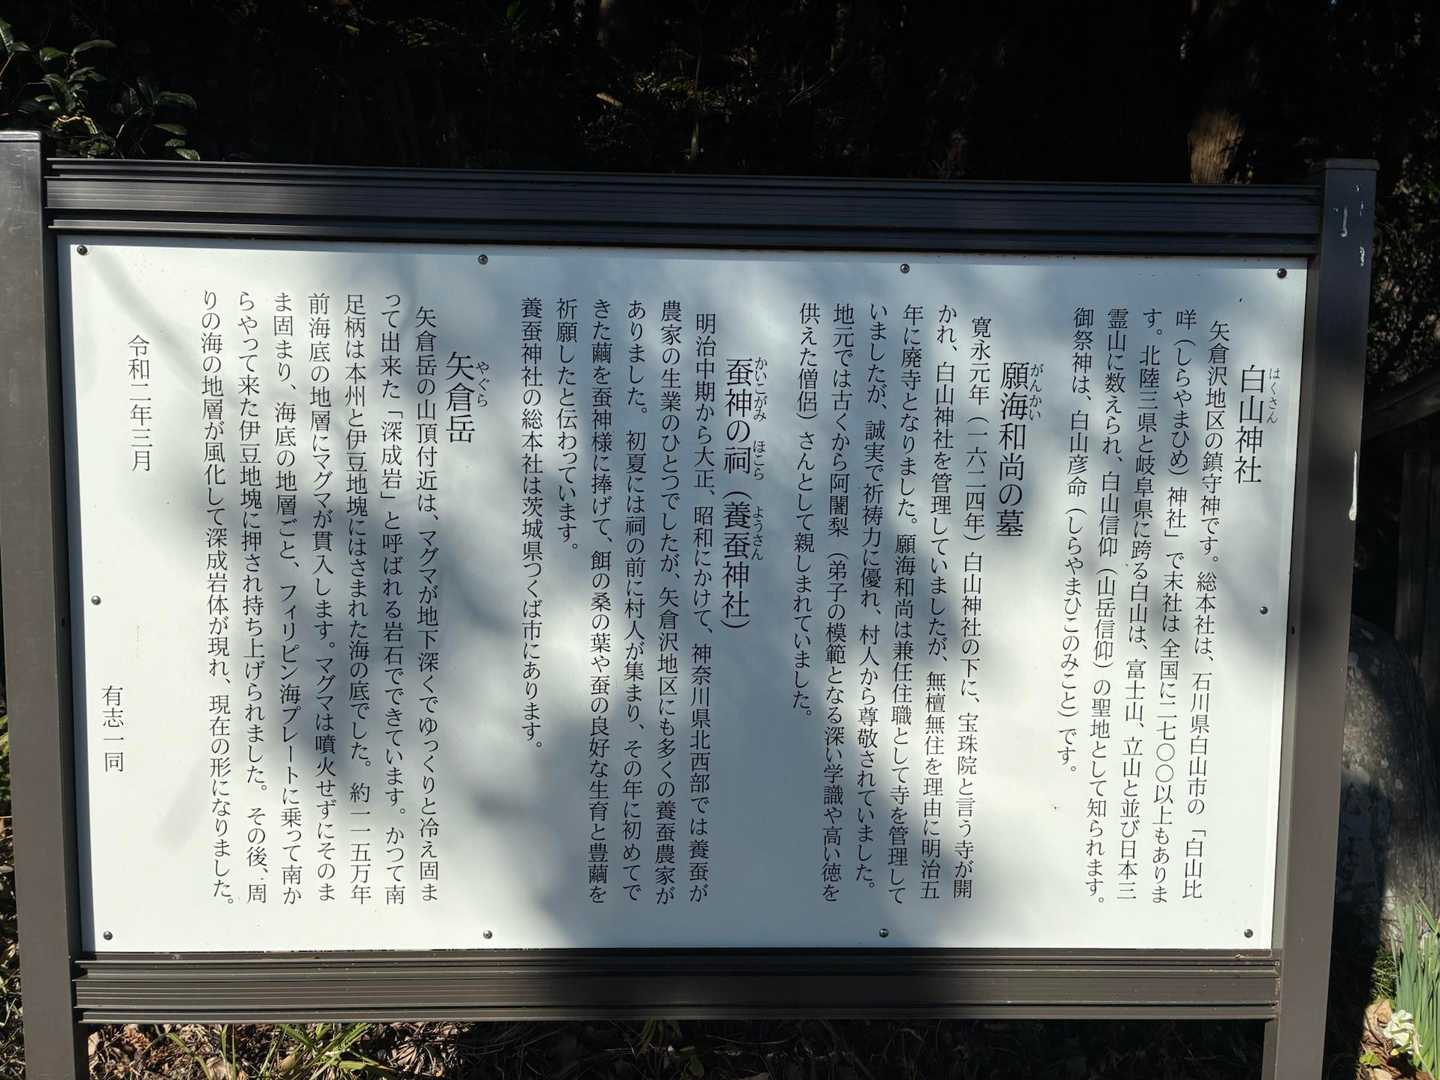 白山神社
はくさん
矢倉沢地区の鎮守神です。総本社は、石川県白山市の「白山比
咩(しらやまひめ)神社」で末社は全国に二七〇〇以上もありま
す。北陸三県と岐阜県に跨る白山は、富士山、立山と並び日本三
霊山に数えられ、白山信仰(山岳信仰)の聖地として知られます。
御祭神は、白山彦命(しらやまひこのみこと)です。
願海和尚の墓
がんかい
寛永元年(一六二四年)白山神社の下に、宝珠院と言う寺が開
かれ、白山神社を管理していましたが、無檀無住を理由に明治五
年に廃寺となりました。願海和尚は兼任住職として寺を管理して
いましたが、誠実で祈祷力に優れ、村人から尊敬されていました。
地元では古くから阿闍梨(弟子の模範となる深い学識や高い徳を
供えた僧侶)さんとして親しまれていました。
蚕神の祠(養蚕神社)
かいこがみ ほこら ようさん
明治中期から大正、昭和にかけて、神奈川県北西部では養蚕が
農家の生業のひとつでしたが、矢倉沢地区にも多くの養蚕農家が
ありました。初夏には祠の前に村人が集まり、その年に初めてで
きた繭を蚕神様に捧げて、餌の桑の葉や蚕の良好な生育と豊繭を
祈願したと伝わっています。
養蚕神社の総本社は茨城県つくば市にあります。
矢倉岳
やぐら
矢倉岳の山頂付近は、マグマが地下深くでゆっくりと冷え固ま
って出来た「深成岩」と呼ばれる岩石でできています。かつて南
足柄は本州と伊豆地塊にはさまれた海の底でした。約一一五万年
前海底の地層にマグマが貫入します。マグマは噴火せずにそのま
ま固まり、海底の地層ごと、フィリピン海プレートに乗って南か
らやって来た伊豆地塊に押され持ち上げられました。その後、周
りの海の地層が風化して深成岩体が現れ、現在の形になりました。
令和二年三月
有志一同